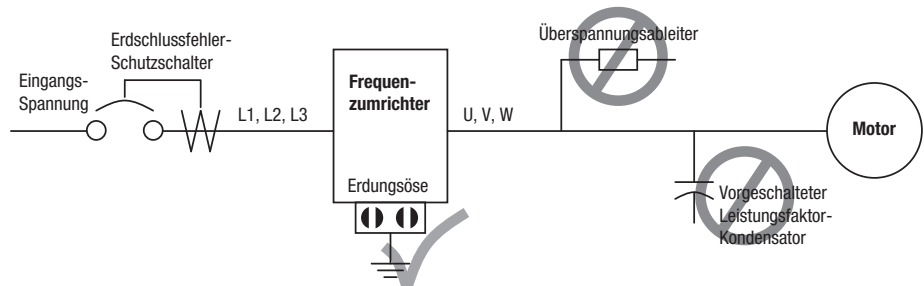 Eingangs-
Spannung
Erdschlussfehler-
Schutzschalter
L1, L2, L3
Frequen-
zumrichter
Erdungsöse
U, V, W
Überspannungsableiter
Vorgeschalteter
Leistungsfaktor-
Kondensator
Motor